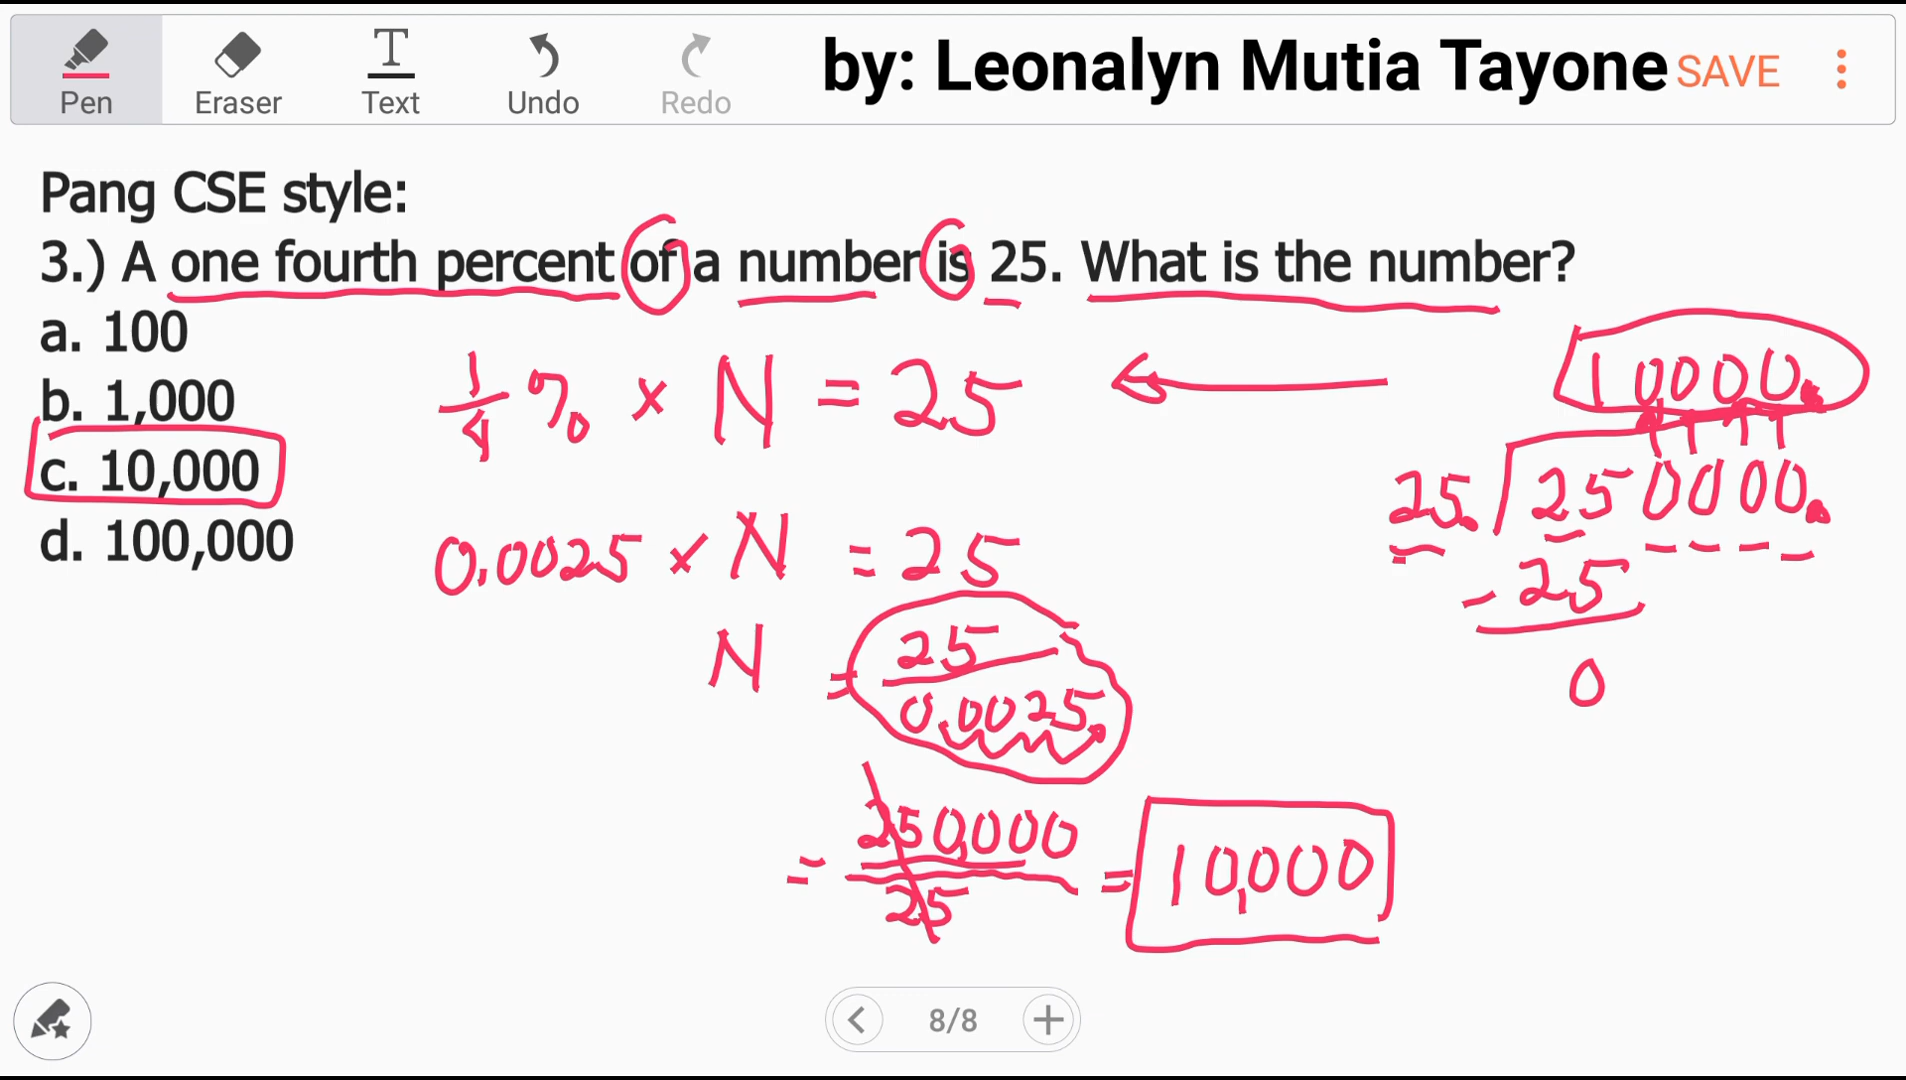 Pen Eraser Text Undo Redo by: Leonalyn Mutia Tayone SAVE
Pang CSE style:
3.) A one fourth percent of a number is 25. What is the number?
a. 100
b. 1,000
c. 10,000
d. 100,000
1/4 % × N = 25
0.0025 × N = 25
N = 25/0.0025.
= 250,000/25 = 10,000
10000.
25. 250000.
- 25
0
8/8